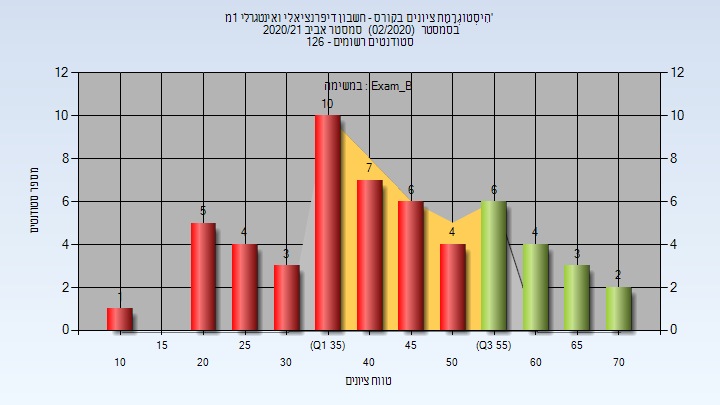 הִיסְטוֹגְרָמַת ציונים בקורס - חשבון דיפרנציאלי ואינטגרלי 1מ'
בסמסטר (02/2020) סמסטר אביב 2020/21
סטודנטים רשומים - 126
במשימה : Exam_B
מספר סטודנטים
12 12
10 10
8 8
6 6
4 4
2 2
0 0
1 5 4 3 10 7 6 4 6 4 3 2
15 25 (Q1 35) 45 (Q3 55) 65
10 20 30 40 50 60 70
טווח ציונים